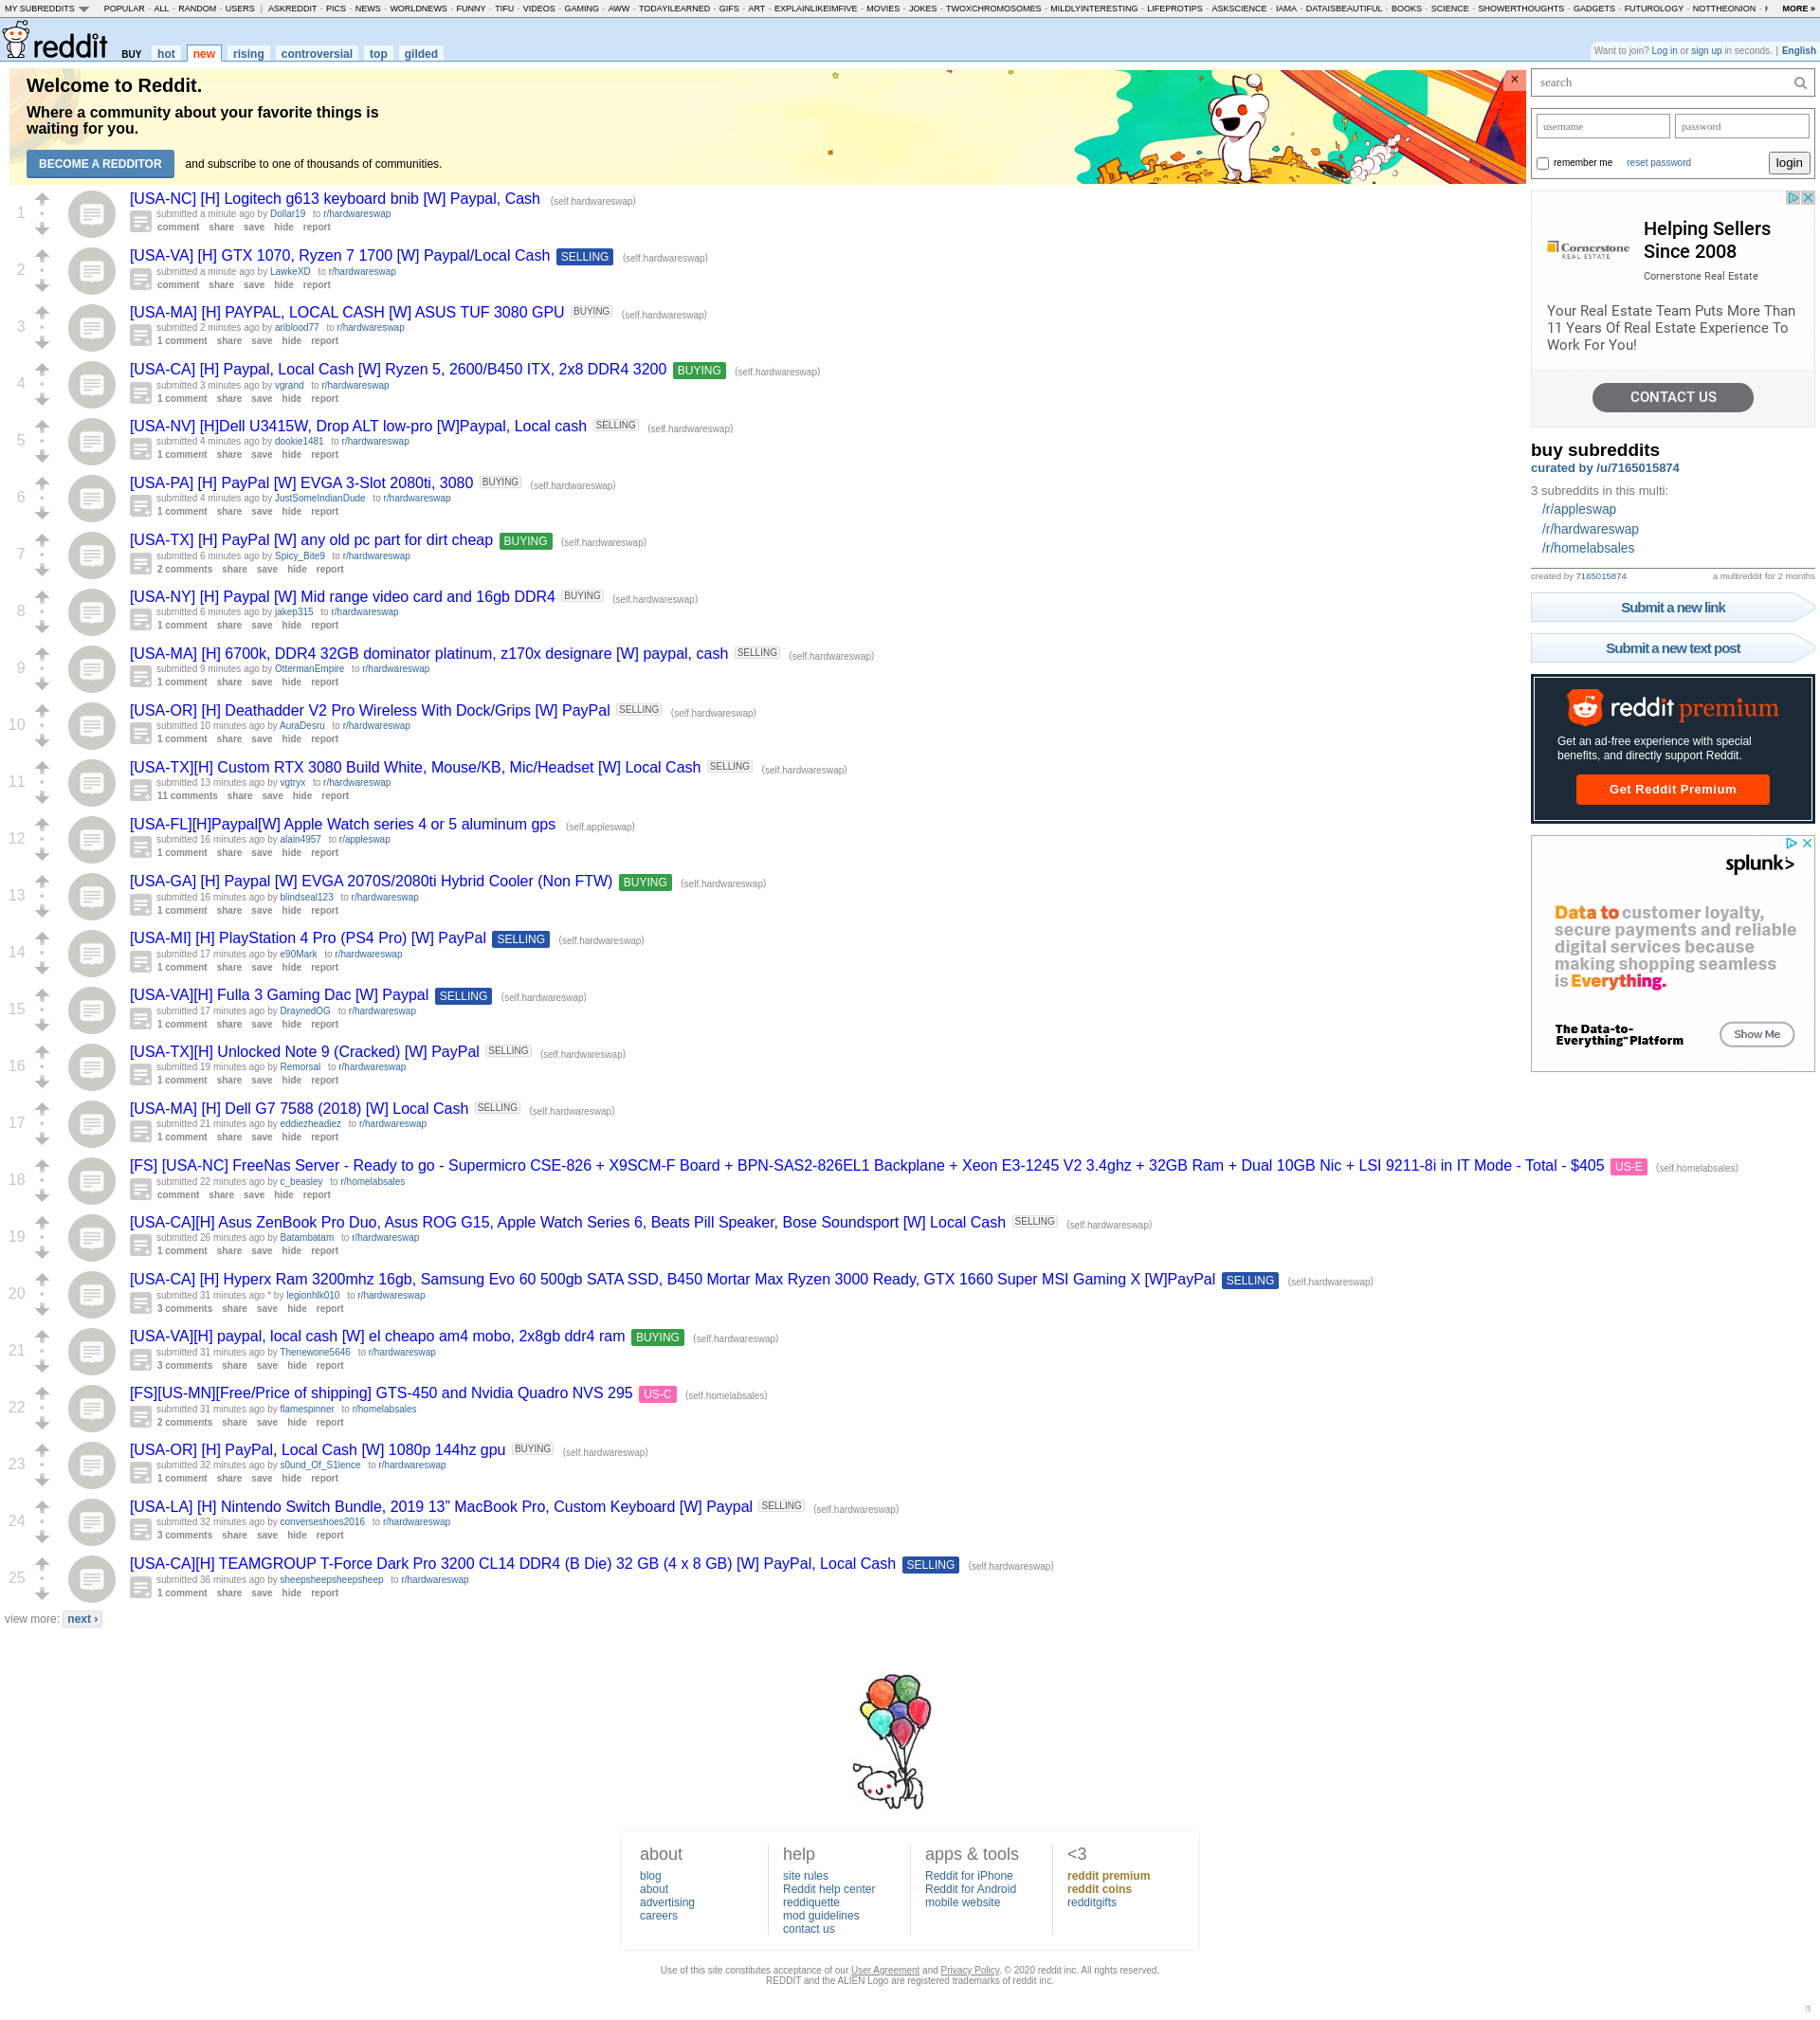 MY SUBREDDITS POPULAR - ALL - RANDOM - USERS | ASKREDDIT - PICS - NEWS - WORLDNEWS - FUNNY - TIFU - VIDEOS - GAMING - AWW - TODAYILEARNED - GIFS - ART - EXPLAINLIKEIMFIVE - MOVIES - JOKES - TWOXCHROMOSOMES - MILDLYINTERESTING - LIFEPROTIPS - ASKSCIENCE - IAMA - DATAISBEAUTIFUL - BOOKS - SCIENCE - SHOWERTHOUGHTS - GADGETS - FUTUROLOGY - NOTTHEONION - MORE »
reddit BUY hot new rising controversial top gilded
Want to join? Log in or sign up in seconds. | English
Welcome to Reddit.
Where a community about your favorite things is
waiting for you.
BECOME A REDDITOR and subscribe to one of thousands of communities.
×
1
[USA-NC] [H] Logitech g613 keyboard bnib [W] Paypal, Cash (self.hardwareswap)
submitted a minute ago by Dollar19 to r/hardwareswap
comment share save hide report
2
[USA-VA] [H] GTX 1070, Ryzen 7 1700 [W] Paypal/Local Cash SELLING (self.hardwareswap)
submitted a minute ago by LawkeXD to r/hardwareswap
comment share save hide report
3
[USA-MA] [H] PAYPAL, LOCAL CASH [W] ASUS TUF 3080 GPU BUYING (self.hardwareswap)
submitted 2 minutes ago by ariblood77 to r/hardwareswap
1 comment share save hide report
4
[USA-CA] [H] Paypal, Local Cash [W] Ryzen 5, 2600/B450 ITX, 2x8 DDR4 3200 BUYING (self.hardwareswap)
submitted 3 minutes ago by vgrand to r/hardwareswap
1 comment share save hide report
5
[USA-NV] [H]Dell U3415W, Drop ALT low-pro [W]Paypal, Local cash SELLING (self.hardwareswap)
submitted 4 minutes ago by dookie1481 to r/hardwareswap
1 comment share save hide report
6
[USA-PA] [H] PayPal [W] EVGA 3-Slot 2080ti, 3080 BUYING (self.hardwareswap)
submitted 4 minutes ago by JustSomeIndianDude to r/hardwareswap
1 comment share save hide report
7
[USA-TX] [H] PayPal [W] any old pc part for dirt cheap BUYING (self.hardwareswap)
submitted 6 minutes ago by Spicy_Bite9 to r/hardwareswap
2 comments share save hide report
8
[USA-NY] [H] Paypal [W] Mid range video card and 16gb DDR4 BUYING (self.hardwareswap)
submitted 6 minutes ago by jakep315 to r/hardwareswap
1 comment share save hide report
9
[USA-MA] [H] 6700k, DDR4 32GB dominator platinum, z170x designare [W] paypal, cash SELLING (self.hardwareswap)
submitted 9 minutes ago by OttermanEmpire to r/hardwareswap
1 comment share save hide report
10
[USA-OR] [H] Deathadder V2 Pro Wireless With Dock/Grips [W] PayPal SELLING (self.hardwareswap)
submitted 10 minutes ago by AuraDesru to r/hardwareswap
1 comment share save hide report
11
[USA-TX][H] Custom RTX 3080 Build White, Mouse/KB, Mic/Headset [W] Local Cash SELLING (self.hardwareswap)
submitted 13 minutes ago by vgtryx to r/hardwareswap
11 comments share save hide report
12
[USA-FL][H]Paypal[W] Apple Watch series 4 or 5 aluminum gps (self.appleswap)
submitted 16 minutes ago by alain4957 to r/appleswap
1 comment share save hide report
13
[USA-GA] [H] Paypal [W] EVGA 2070S/2080ti Hybrid Cooler (Non FTW) BUYING (self.hardwareswap)
submitted 16 minutes ago by blindseal123 to r/hardwareswap
1 comment share save hide report
14
[USA-MI] [H] PlayStation 4 Pro (PS4 Pro) [W] PayPal SELLING (self.hardwareswap)
submitted 17 minutes ago by e90Mark to r/hardwareswap
1 comment share save hide report
15
[USA-VA][H] Fulla 3 Gaming Dac [W] Paypal SELLING (self.hardwareswap)
submitted 17 minutes ago by DraynedOG to r/hardwareswap
1 comment share save hide report
16
[USA-TX][H] Unlocked Note 9 (Cracked) [W] PayPal SELLING (self.hardwareswap)
submitted 19 minutes ago by Remorsal to r/hardwareswap
1 comment share save hide report
17
[USA-MA] [H] Dell G7 7588 (2018) [W] Local Cash SELLING (self.hardwareswap)
submitted 21 minutes ago by eddiezheadiez to r/hardwareswap
1 comment share save hide report
18
[FS] [USA-NC] FreeNas Server - Ready to go - Supermicro CSE-826 + X9SCM-F Board + BPN-SAS2-826EL1 Backplane + Xeon E3-1245 V2 3.4ghz + 32GB Ram + Dual 10GB Nic + LSI 9211-8i in IT Mode - Total - $405 US-E (self.homelabsales)
submitted 22 minutes ago by c_beasley to r/homelabsales
comment share save hide report
19
[USA-CA][H] Asus ZenBook Pro Duo, Asus ROG G15, Apple Watch Series 6, Beats Pill Speaker, Bose Soundsport [W] Local Cash SELLING (self.hardwareswap)
submitted 26 minutes ago by Batambatam to r/hardwareswap
1 comment share save hide report
20
[USA-CA] [H] Hyperx Ram 3200mhz 16gb, Samsung Evo 60 500gb SATA SSD, B450 Mortar Max Ryzen 3000 Ready, GTX 1660 Super MSI Gaming X [W]PayPal SELLING (self.hardwareswap)
submitted 31 minutes ago * by legionhlk010 to r/hardwareswap
3 comments share save hide report
21
[USA-VA][H] paypal, local cash [W] el cheapo am4 mobo, 2x8gb ddr4 ram BUYING (self.hardwareswap)
submitted 31 minutes ago by Thenewone5646 to r/hardwareswap
3 comments share save hide report
22
[FS][US-MN][Free/Price of shipping] GTS-450 and Nvidia Quadro NVS 295 US-C (self.homelabsales)
submitted 31 minutes ago by flamespinner to r/homelabsales
2 comments share save hide report
23
[USA-OR] [H] PayPal, Local Cash [W] 1080p 144hz gpu BUYING (self.hardwareswap)
submitted 32 minutes ago by s0und_Of_S1lence to r/hardwareswap
1 comment share save hide report
24
[USA-LA] [H] Nintendo Switch Bundle, 2019 13” MacBook Pro, Custom Keyboard [W] Paypal SELLING (self.hardwareswap)
submitted 32 minutes ago by converseshoes2016 to r/hardwareswap
3 comments share save hide report
25
[USA-CA][H] TEAMGROUP T-Force Dark Pro 3200 CL14 DDR4 (B Die) 32 GB (4 x 8 GB) [W] PayPal, Local Cash SELLING (self.hardwareswap)
submitted 36 minutes ago by sheepsheepsheepsheep to r/hardwareswap
1 comment share save hide report
view more: next ›
search
username password
remember me reset password login
Cornerstone
REAL ESTATE
Helping Sellers
Since 2008
Cornerstone Real Estate
Your Real Estate Team Puts More Than
11 Years Of Real Estate Experience To
Work For You!
CONTACT US
buy subreddits
curated by /u/7165015874
3 subreddits in this multi:
/r/appleswap
/r/hardwareswap
/r/homelabsales
created by 7165015874 a multireddit for 2 months
Submit a new link
Submit a new text post
reddit premium
Get an ad-free experience with special
benefits, and directly support Reddit.
Get Reddit Premium
splunk>
Data to customer loyalty,
secure payments and reliable
digital services because
making shopping seamless
is Everything.
The Data-to-
Everything™ Platform
Show Me
about
blog
about
advertising
careers
help
site rules
Reddit help center
reddiquette
mod guidelines
contact us
apps & tools
Reddit for iPhone
Reddit for Android
mobile website
<3
reddit premium
reddit coins
redditgifts
Use of this site constitutes acceptance of our User Agreement and Privacy Policy. © 2020 reddit inc. All rights reserved.
REDDIT and the ALIEN Logo are registered trademarks of reddit inc.
π